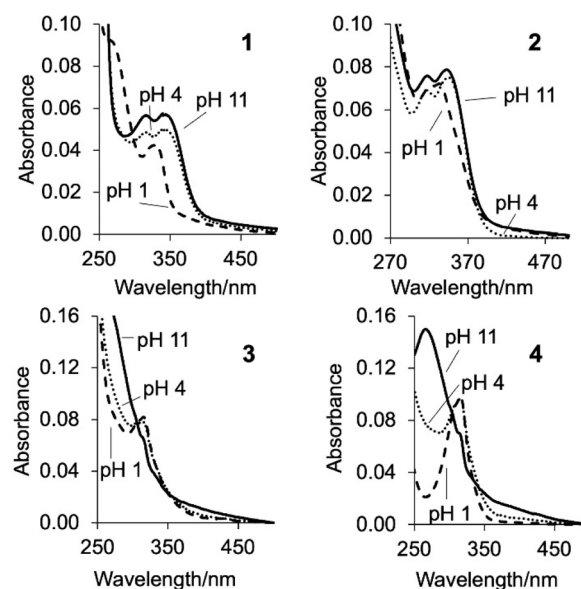 1
0.10
0.08
0.06
0.04
0.02
0.00
Absorbance
pH 4
pH 11
pH 1
250 350 450
Wavelength/nm
2
0.10
0.08
0.06
0.04
0.02
0.00
Absorbance
pH 11
pH 1
pH 4
270 370 470
Wavelength/nm
3
0.16
0.12
0.08
0.04
0.00
Absorbance
pH 11
pH 4
pH 1
250 350 450
Wavelength/nm
4
0.16
0.12
0.08
0.04
0.00
Absorbance
pH 11
pH 4
pH 1
250 350 450
Wavelength/nm